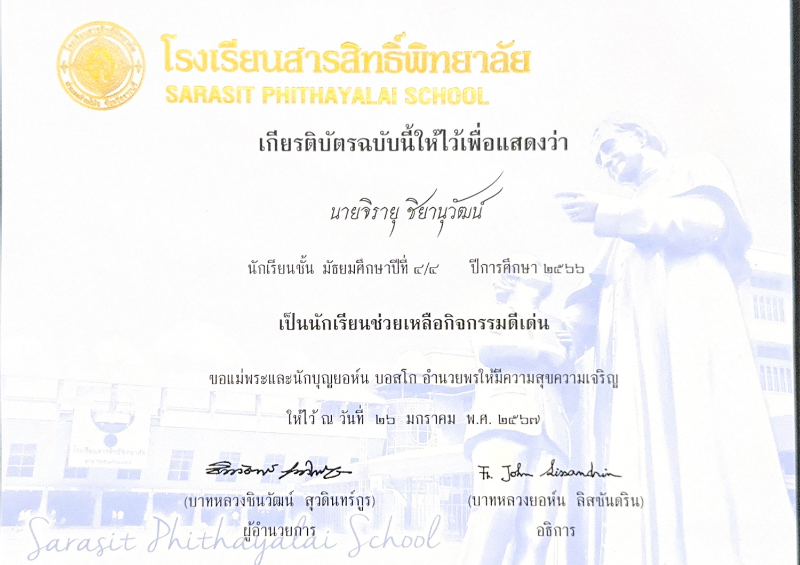 โรงเรียนสารสิทธิ์พิทยาลัย
SARASIT PHITHAYALAI SCHOOL
เกียรติบัตรฉบับนี้ให้ไว้เพื่อแสดงว่า
นายจิรายุ ชิยานุวัฒน์
นักเรียนชั้น มัธยมศึกษาปีที่ ๔/๔ ปีการศึกษา ๒๕๖๖
เป็นนักเรียนช่วยเหลือกิจกรรมดีเด่น
ขอแม่พระและนักบุญยอห์น บอสโก อำนวยพรให้มีความสุขความเจริญ
ให้ไว้ ณ วันที่ ๒๖ มกราคม พ.ศ. ๒๕๖๗
Fr. John Lissandrin
(บาทหลวงชินวัฒน์ สุวดินทร์กูร) (บาทหลวงยอห์น ลิสซันดริน)
ผู้อำนวยการ อธิการ
Sarasit Phithayalai School